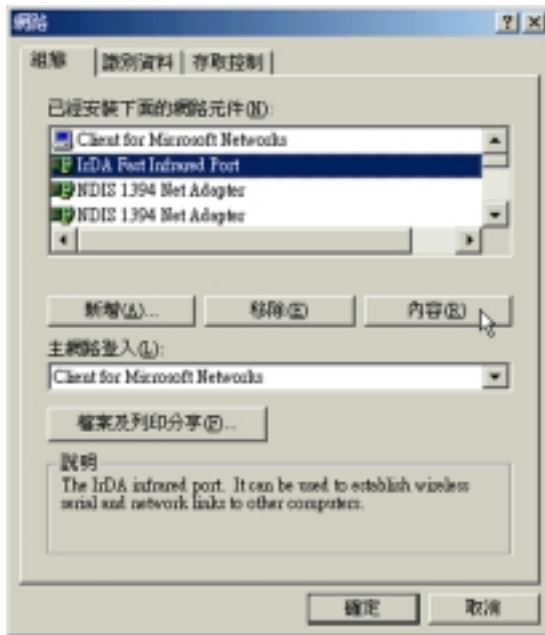 網路
組態 識別資料 存取控制
已經安裝下面的網路元件(N):
Client for Microsoft Networks
IrDA Fast Infrared Port
NDIS 1394 Net Adapter
NDIS 1394 Net Adapter
新增(A)... 移除(E) 內容(R)
主網路登入(L):
Client for Microsoft Networks
檔案及列印分享(F)...
說明
The IrDA infrared port. It can be used to establish wireless
serial and network links to other computers.
確定 取消